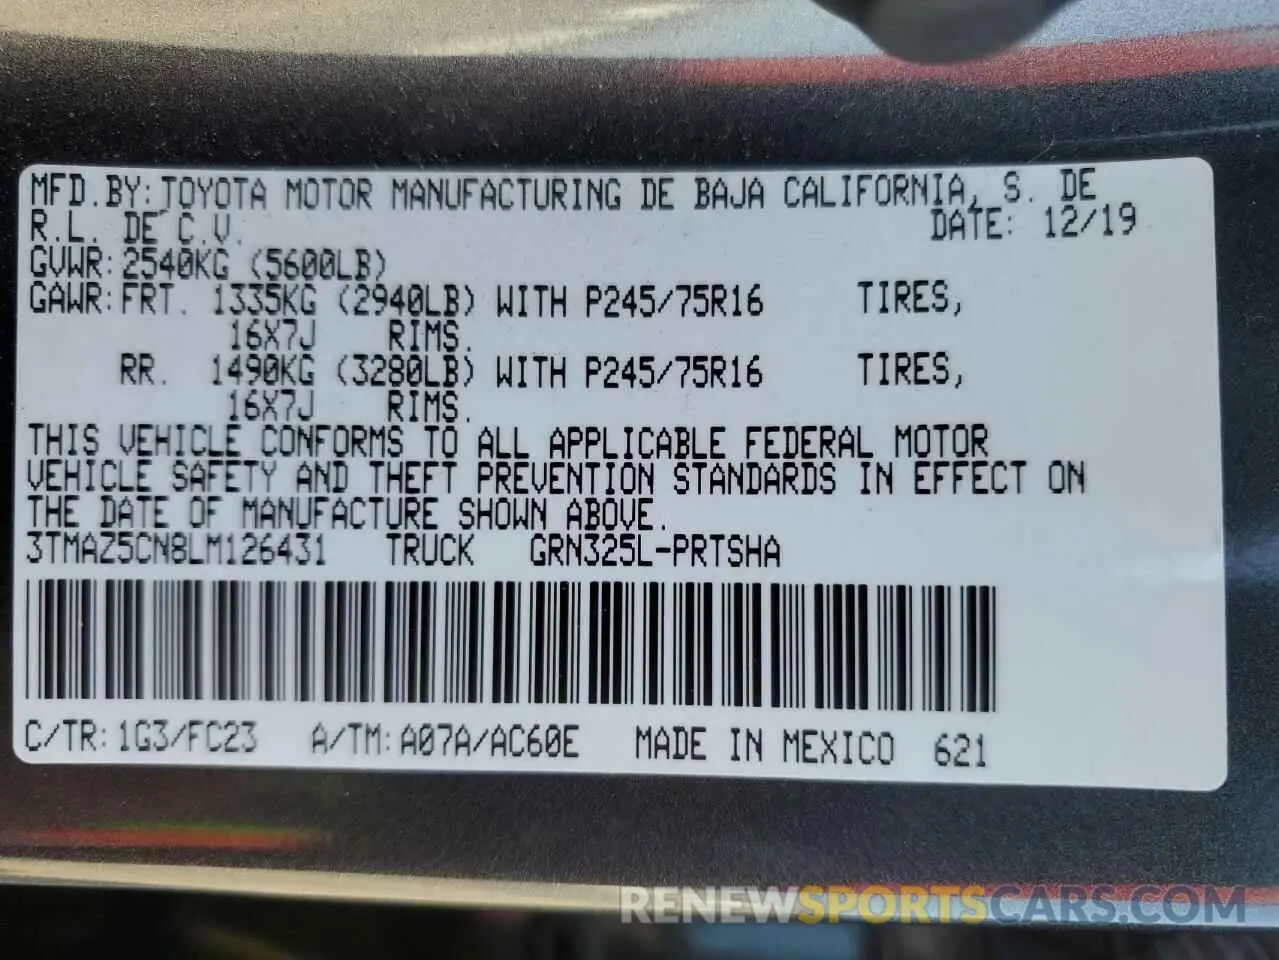 MFD.BY:TOYOTA MOTOR MANUFACTURING DE BAJA CALIFORNIA, S. DE
R.L. DE C.V. DATE: 12/19
GVWR:2540KG (5600LB)
GAWR:FRT. 1335KG (2940LB) WITH P245/75R16 TIRES,
16X7J RIMS.
RR. 1490KG (3280LB) WITH P245/75R16 TIRES,
16X7J RIMS.
THIS VEHICLE CONFORMS TO ALL APPLICABLE FEDERAL MOTOR
VEHICLE SAFETY AND THEFT PREVENTION STANDARDS IN EFFECT ON
THE DATE OF MANUFACTURE SHOWN ABOVE.
3TMAZ5CN8LM126431 TRUCK GRN325L-PRTSHA
C/TR:1G3/FC23 A/TM:A07A/AC60E MADE IN MEXICO 621
RENEWSPORTSCARS.COM